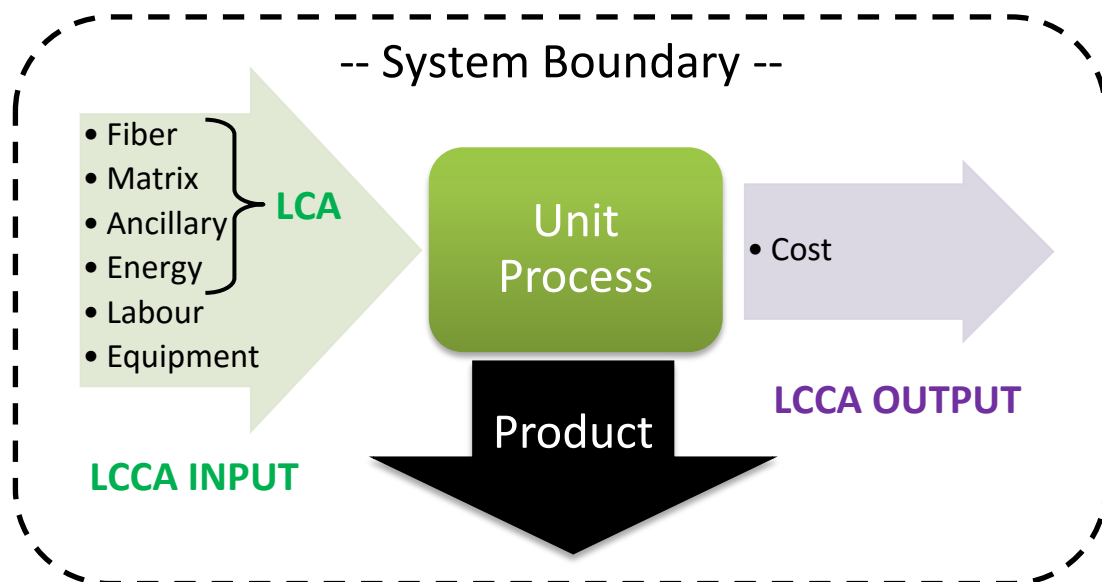 -- System Boundary --
• Fiber
• Matrix
• Ancillary
• Energy
• Labour
• Equipment
LCA
LCCA INPUT
Unit
Process
Product
• Cost
LCCA OUTPUT